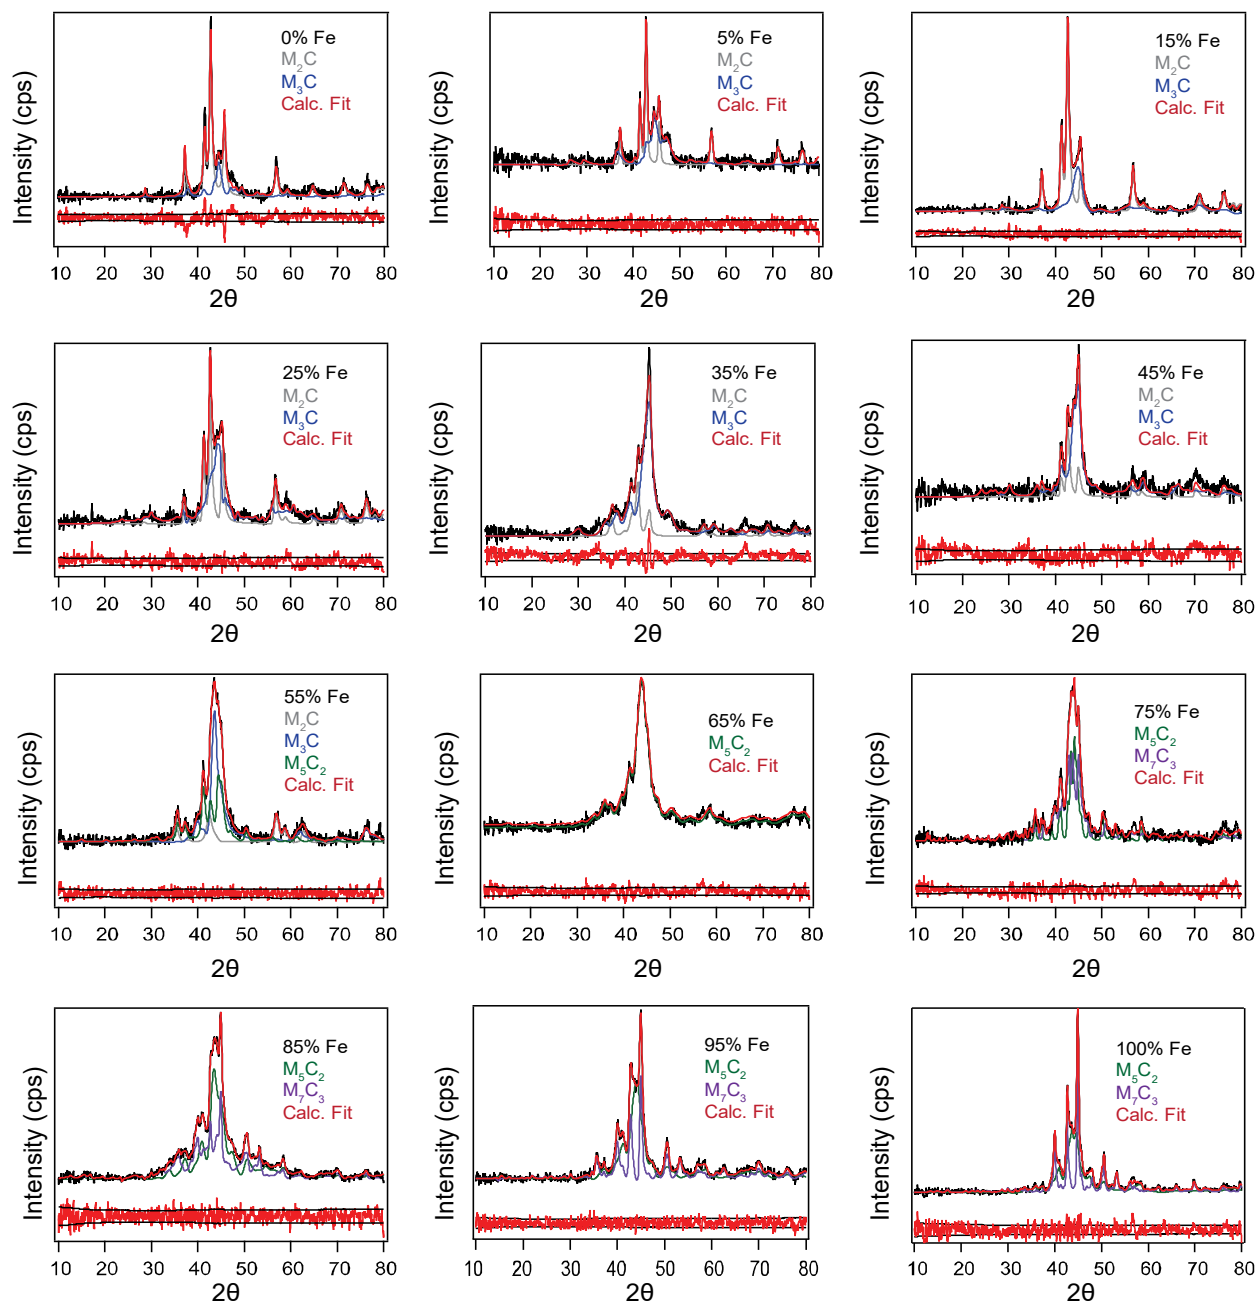 Intensity (cps)
0% Fe
M₂C
M₃C
Calc. Fit
10 20 30 40 50 60 70 80
2θ
Intensity (cps)
5% Fe
M₂C
M₃C
Calc. Fit
10 20 30 40 50 60 70 80
2θ
Intensity (cps)
15% Fe
M₂C
M₃C
Calc. Fit
10 20 30 40 50 60 70 80
2θ
Intensity (cps)
25% Fe
M₂C
M₃C
Calc. Fit
10 20 30 40 50 60 70 80
2θ
Intensity (cps)
35% Fe
M₂C
M₃C
Calc. Fit
10 20 30 40 50 60 70 80
2θ
Intensity (cps)
45% Fe
M₂C
M₃C
Calc. Fit
10 20 30 40 50 60 70 80
2θ
Intensity (cps)
55% Fe
M₂C
M₃C
M₅C₂
Calc. Fit
10 20 30 40 50 60 70 80
2θ
Intensity (cps)
65% Fe
M₅C₂
Calc. Fit
10 20 30 40 50 60 70 80
2θ
Intensity (cps)
75% Fe
M₅C₂
M₇C₃
Calc. Fit
10 20 30 40 50 60 70 80
2θ
Intensity (cps)
85% Fe
M₅C₂
M₇C₃
Calc. Fit
10 20 30 40 50 60 70 80
2θ
Intensity (cps)
95% Fe
M₅C₂
M₇C₃
Calc. Fit
10 20 30 40 50 60 70 80
2θ
Intensity (cps)
100% Fe
M₅C₂
M₇C₃
Calc. Fit
10 20 30 40 50 60 70 80
2θ